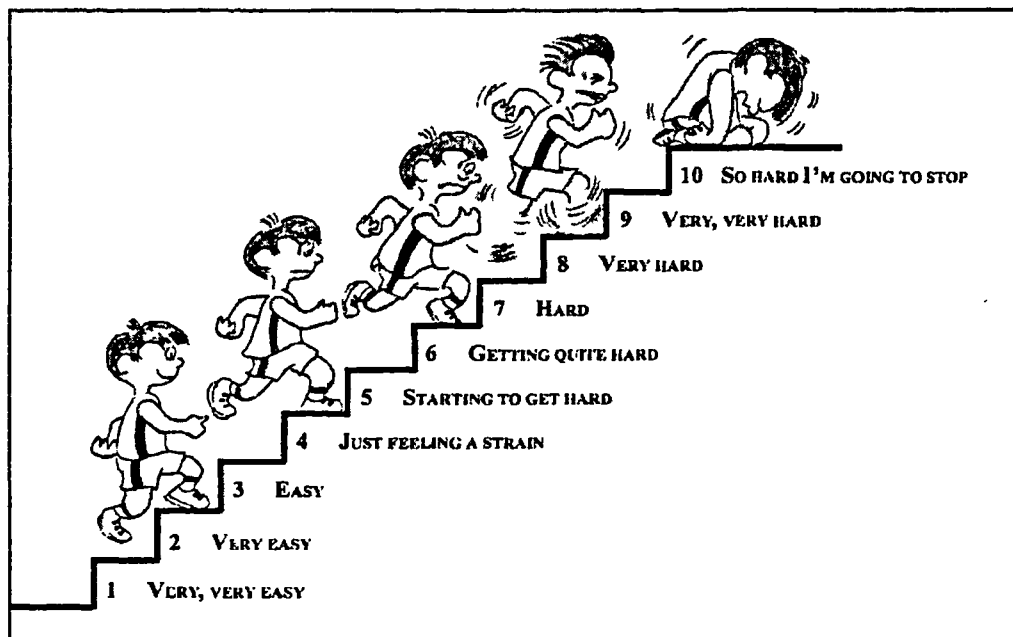 10 SO HARD I'M GOING TO STOP
9 VERY, VERY HARD
8 VERY HARD
7 HARD
6 GETTING QUITE HARD
5 STARTING TO GET HARD
4 JUST FEELING A STRAIN
3 EASY
2 VERY EASY
1 VERY, VERY EASY